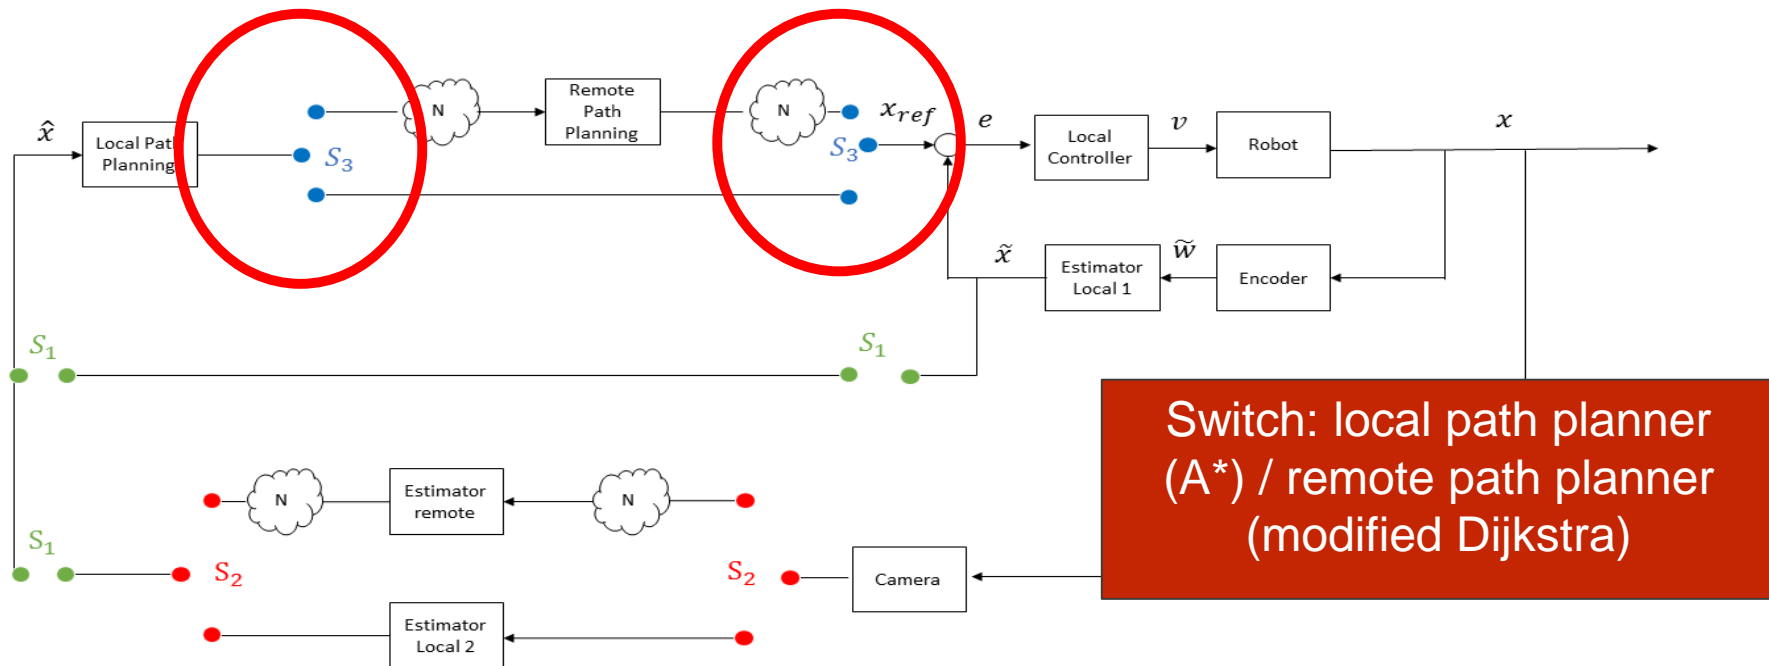 x̂
Local Path
Planning
S₃
N
Remote
Path
Planning
N
S₃
x_ref
e
Local
Controller
v
Robot
x
x̃
Estimator
Local 1
w̃
Encoder
S₁
S₁
Switch: local path planner
(A*) / remote path planner
(modified Dijkstra)
N
Estimator
remote
N
S₁
S₂
S₂
Camera
Estimator
Local 2